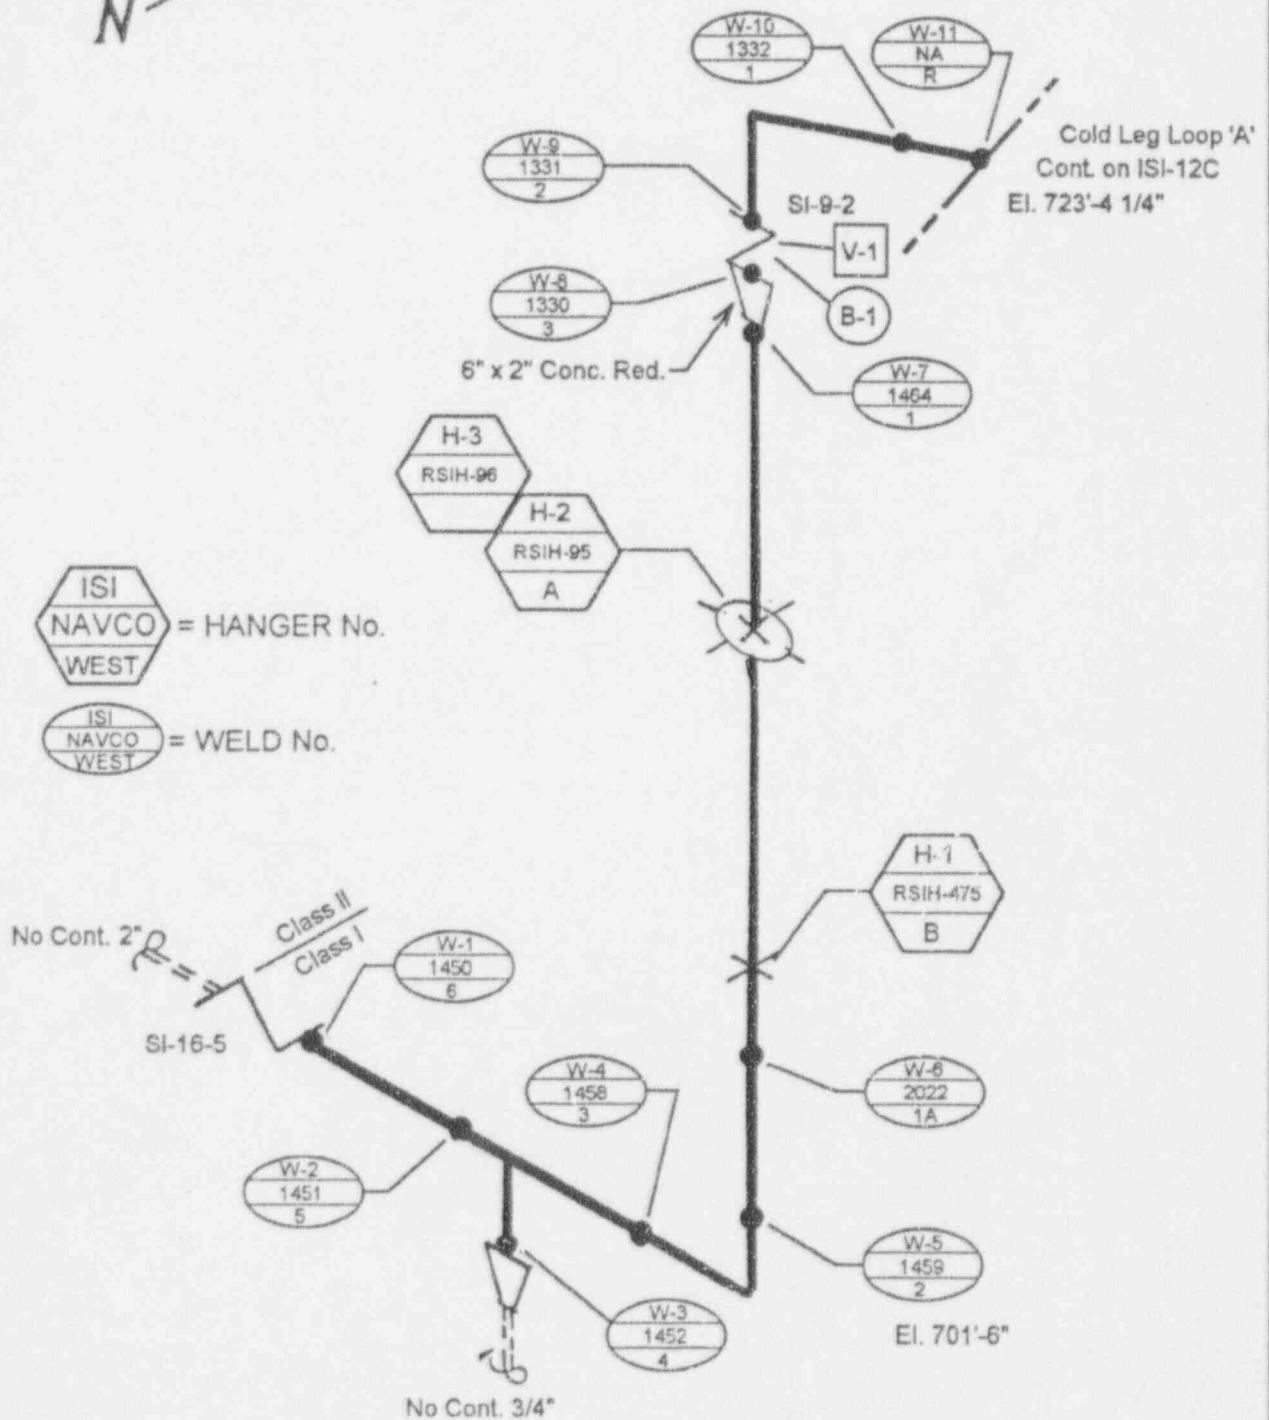 N
W-10
1332
1
W-11
NA
R
Cold Leg Loop 'A'
Cont. on ISI-12C
El. 723'-4 1/4"
W-9
1331
2
SI-9-2
V-1
W-8
1330
3
B-1
6" x 2" Conc. Red.
W-7
1464
1
H-3
RSIH-96
H-2
RSIH-95
A
ISI
NAVCO
WEST
= HANGER No.
ISI
NAVCO
WEST
= WELD No.
H-1
RSIH-475
B
No Cont. 2"
Class II
Class I
W-1
1450
6
SI-16-5
W-4
1458
3
W-6
2022
1A
W-2
1451
5
W-5
1459
2
W-3
1452
4
El. 701'-6"
No Cont. 3/4"